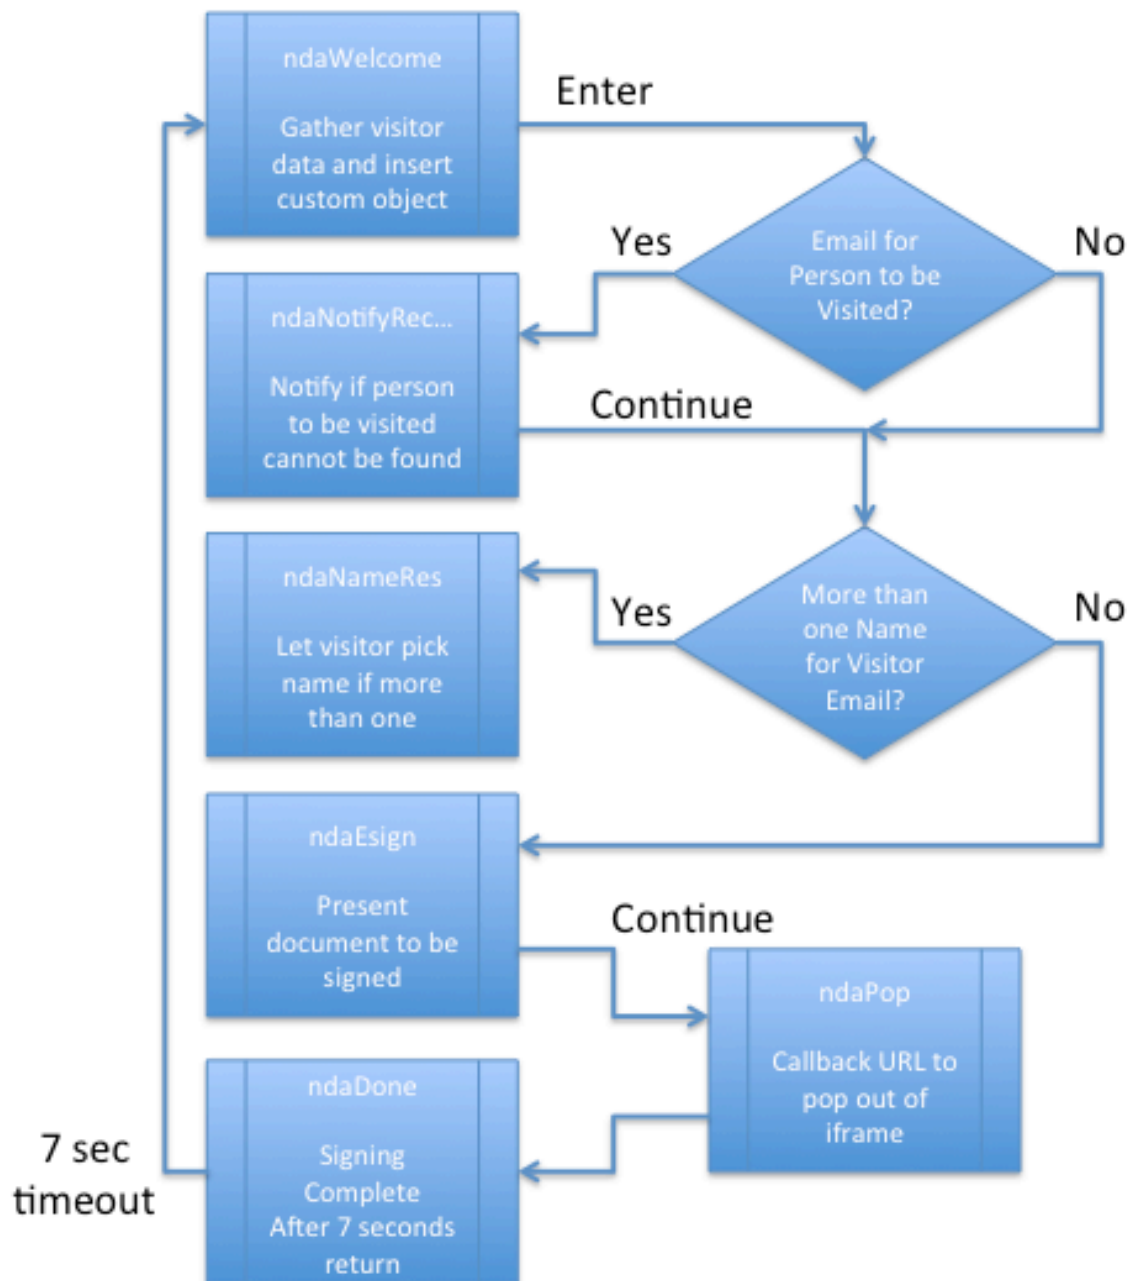 ndaWelcome
Gather visitor
data and insert
custom object
Enter
Email for
Person to be
Visited?
Yes
No
ndaNotifyRec...
Notify if person
to be visited
cannot be found
Continue
ndaNameRes
Let visitor pick
name if more
than one
More than
one Name
for Visitor
Email?
Yes
No
ndaEsign
Present
document to be
signed
Continue
ndaPop
Callback URL to
pop out of
iframe
ndaDone
Signing
Complete
After 7 seconds
return
7 sec
timeout